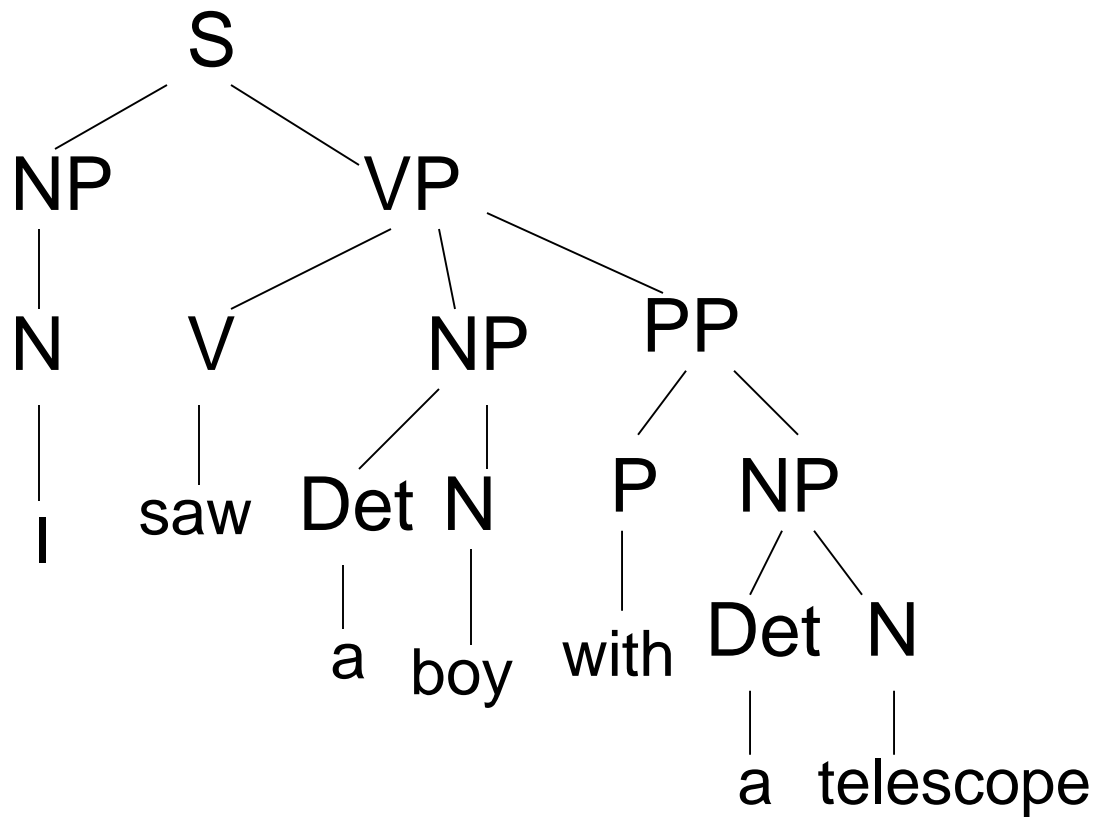 S
NP VP
N V NP PP
I saw Det N P NP
a boy with Det N
a telescope